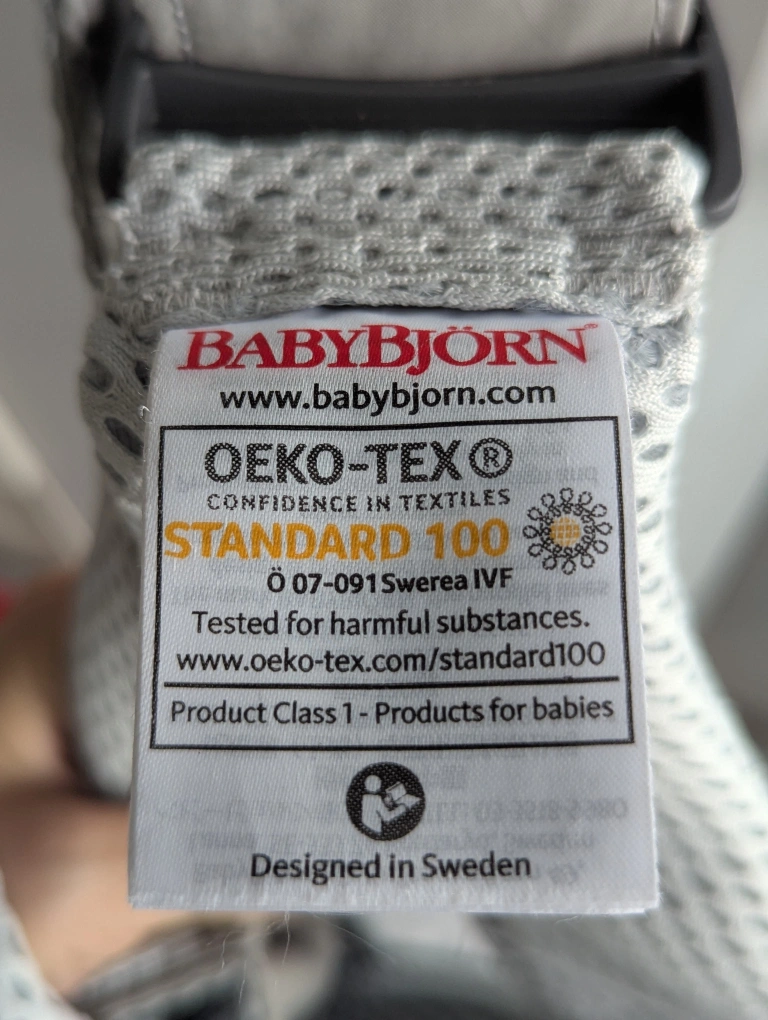 BABYBJÖRN®
www.babybjorn.com
OEKO-TEX®
CONFIDENCE IN TEXTILES
STANDARD 100
Ö 07-091 Swerea IVF
Tested for harmful substances.
www.oeko-tex.com/standard100
Product Class 1 - Products for babies
Designed in Sweden